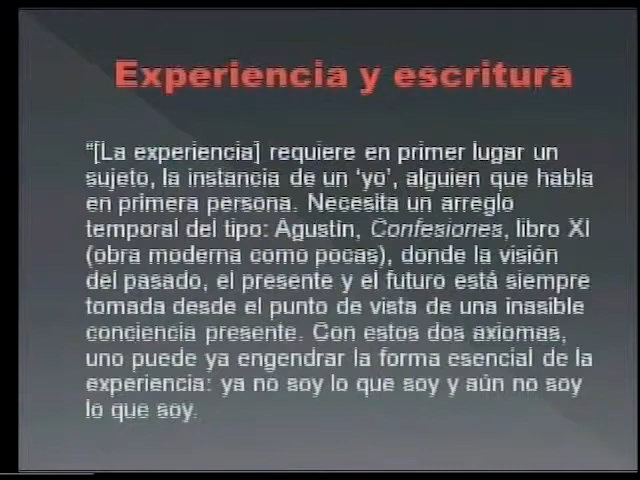 Experiencia y escritura
“[La experiencia] requiere en primer lugar un
sujeto, la instancia de un ‘yo’, alguien que habla
en primera persona. Necesita un arreglo
temporal del tipo: Agustín, Confesiones, libro XI
(obra moderna como pocas), donde la visión
del pasado, el presente y el futuro está siempre
tomada desde el punto de vista de una inasible
conciencia presente. Con estos dos axiomas,
uno puede ya engendrar la forma esencial de la
experiencia: ya no soy lo que soy y aún no soy
lo que soy.